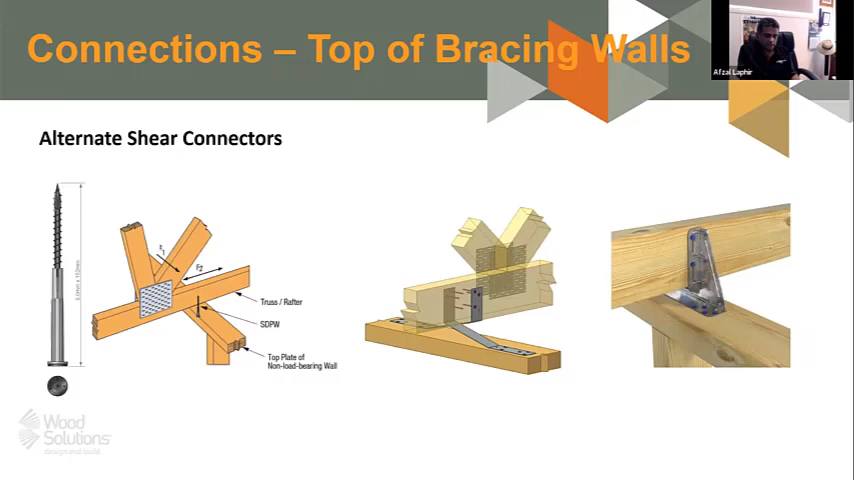 Connections – Top of Bracing Walls
Afzal Laphir
Alternate Shear Connectors
F1
F2
Truss / Rafter
SDPW
Top Plate of
Non-load-bearing Wall
Wood
Solutions
design and build